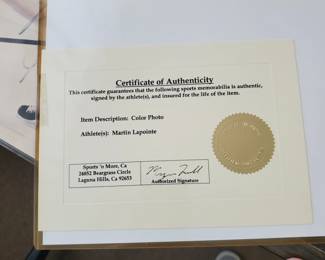 Certificate of Authenticity
This certificate guarantees that the following sports memorabilia is authentic,
signed by the athlete(s), and insured for the life of the item.
Item Description: Color Photo
Athlete(s): Martin Lapointe
Sports 'n More, Ca
26052 Beargrass Circle
Laguna Hills, Ca 92653
Authorized Signature